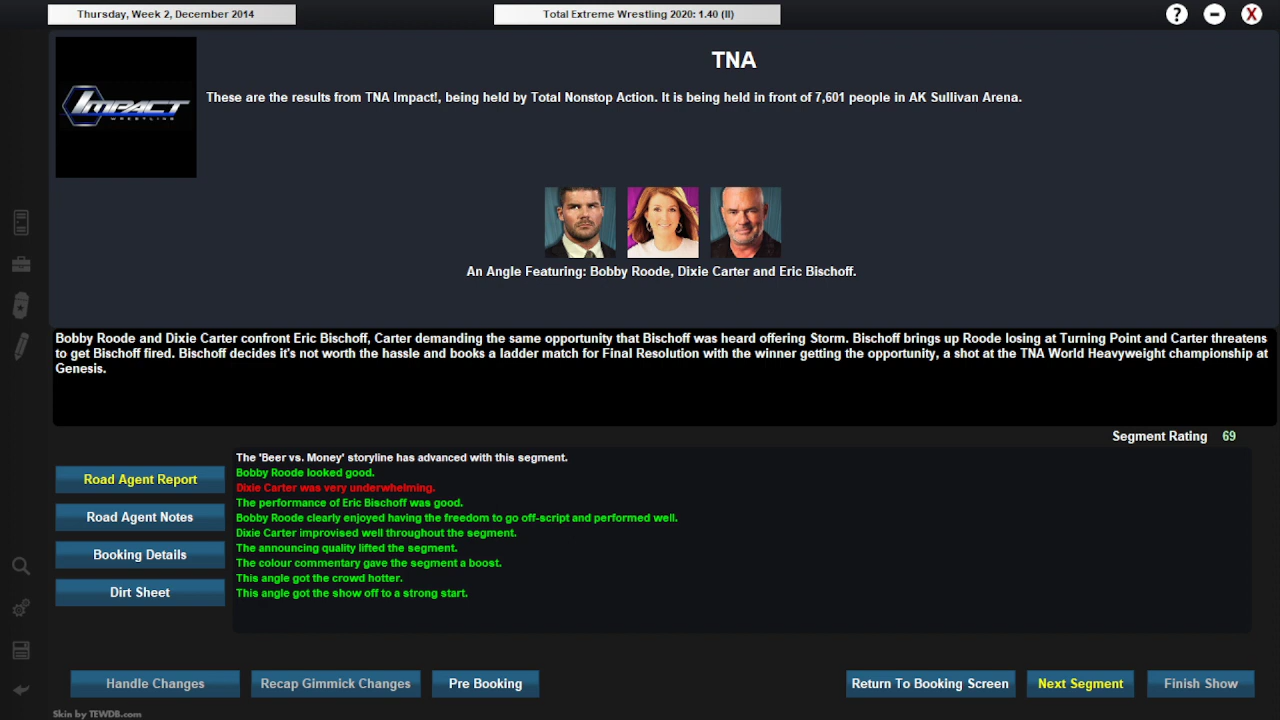 Thursday, Week 2, December 2014
Total Extreme Wrestling 2020: 1.40 (II)
?
X
TNA
IMPACT
WRESTLING
These are the results from TNA Impact!, being held by Total Nonstop Action. It is being held in front of 7,601 people in AK Sullivan Arena.
An Angle Featuring: Bobby Roode, Dixie Carter and Eric Bischoff.
Bobby Roode and Dixie Carter confront Eric Bischoff, Carter demanding the same opportunity that Bischoff was heard offering Storm. Bischoff brings up Roode losing at Turning Point and Carter threatens
to get Bischoff fired. Bischoff decides it's not worth the hassle and books a ladder match for Final Resolution with the winner getting the opportunity, a shot at the TNA World Heavyweight championship at
Genesis.
Segment Rating 69
Road Agent Report
Road Agent Notes
Booking Details
Dirt Sheet
The 'Beer vs. Money' storyline has advanced with this segment.
Bobby Roode looked good.
Dixie Carter was very underwhelming.
The performance of Eric Bischoff was good.
Bobby Roode clearly enjoyed having the freedom to go off-script and performed well.
Dixie Carter improvised well throughout the segment.
The announcing quality lifted the segment.
The colour commentary gave the segment a boost.
This angle got the crowd hotter.
This angle got the show off to a strong start.
Handle Changes
Recap Gimmick Changes
Pre Booking
Return To Booking Screen
Next Segment
Finish Show
Skin by TEWDB.com